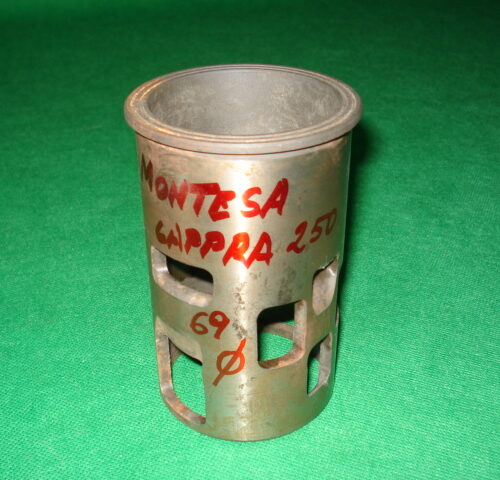 MONTESA
CAPPRA 250
69
Ø